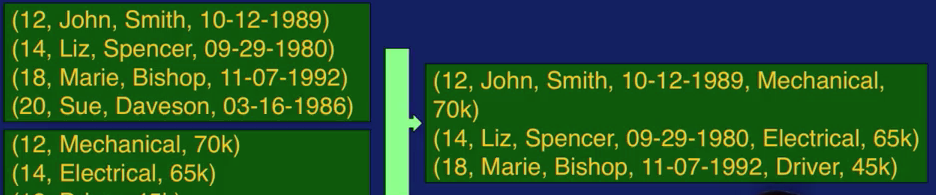 (12, John, Smith, 10-12-1989)
(14, Liz, Spencer, 09-29-1980)
(18, Marie, Bishop, 11-07-1992)
(20, Sue, Daveson, 03-16-1986)
(12, Mechanical, 70k)
(14, Electrical, 65k)
(12, John, Smith, 10-12-1989, Mechanical,
70k)
(14, Liz, Spencer, 09-29-1980, Electrical, 65k)
(18, Marie, Bishop, 11-07-1992, Driver, 45k)